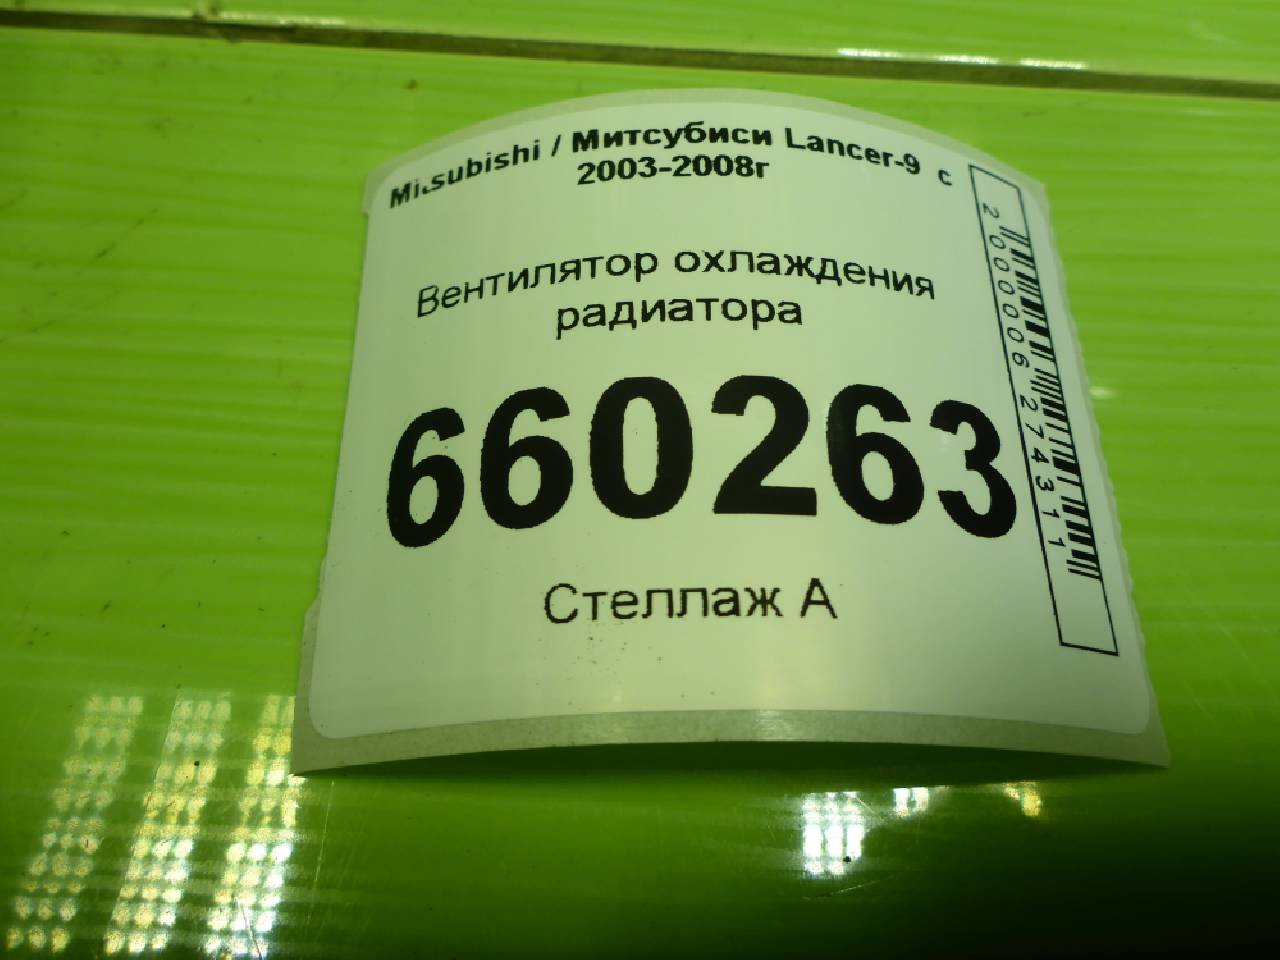 Mitsubishi / Митсубиси Lancer-9 с
2003-2008г
Вентилятор охлаждения
радиатора
660263
Стеллаж А
2000006274311